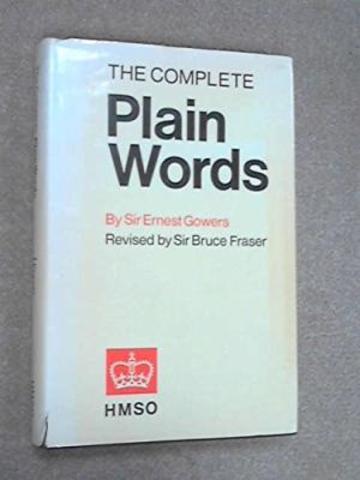 THE COMPLETE
Plain
Words
By Sir Ernest Gowers
Revised by Sir Bruce Fraser
HMSO